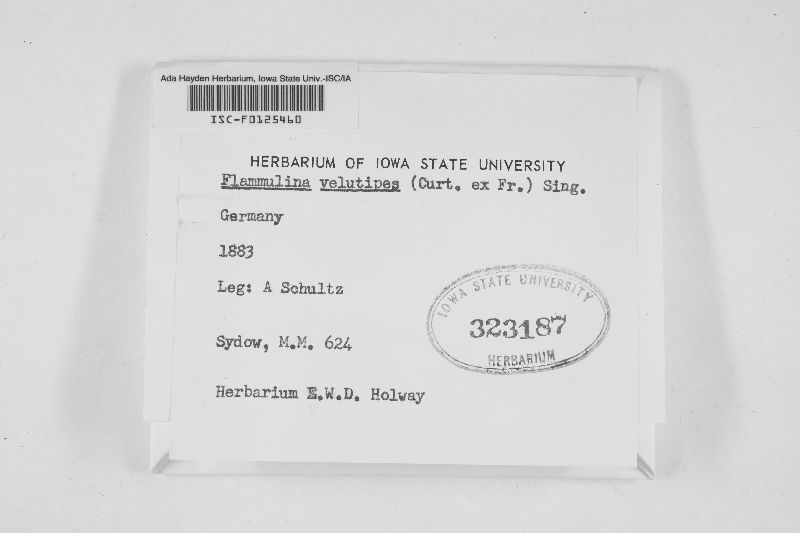 Ada Hayden Herbarium, Iowa State Univ.-ISC/IA
ISC-F0125460
HERBARIUM OF IOWA STATE UNIVERSITY
Flammulina velutipes (Curt. ex Fr.) Sing.
Germany
1883
Leg: A Schultz
IOWA STATE UNIVERSITY
323187
HERBARIUM
Sydow, M.M. 624
Herbarium E.W.D. Holway